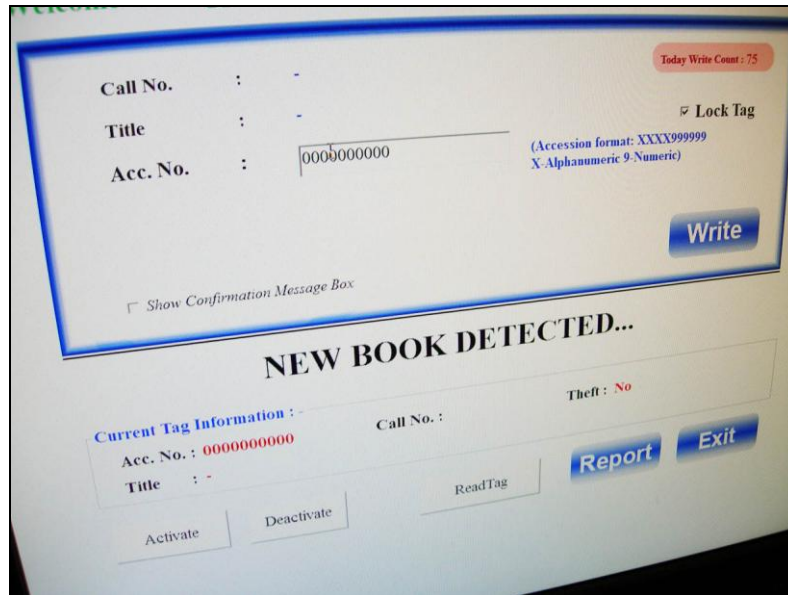 Call No. : -
Today Write Count : 75
Title : -
Lock Tag
Acc. No. : 0000000000
(Accession format: XXXX999999
X-Alphanumeric 9-Numeric)
Write
Show Confirmation Message Box
NEW BOOK DETECTED...
Current Tag Information : -
Acc. No. : 0000000000
Call No. :
Theft : No
Title : -
Report
Exit
Activate
Deactivate
ReadTag